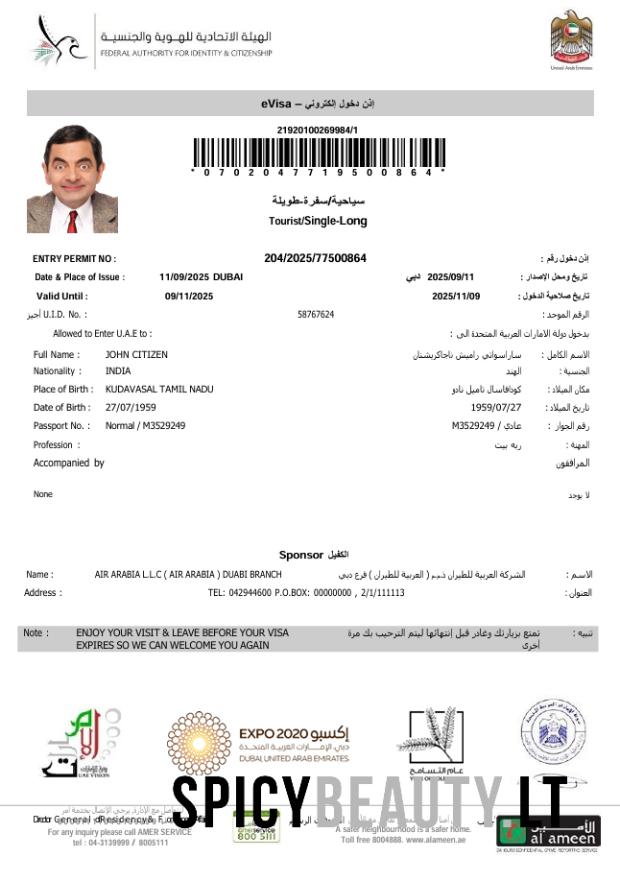 الهيئة الاتحادية للهوية والجنسية
FEDERAL AUTHORITY FOR IDENTITY & CITIZENSHIP
United Arab Emirates
eVisa – إذن دخول إلكتروني
21920100269984/1
* 0 7 0 2 0 4 7 7 1 9 5 0 0 8 6 4 *
سياحية/سفرة-طويلة
Tourist/Single-Long
ENTRY PERMIT NO : 204/2025/77500864 إذن دخول رقم :
Date & Place of Issue : 11/09/2025 DUBAI 2025/09/11 دبي تاريخ ومحل الإصدار :
Valid Until : 09/11/2025 2025/11/09 تاريخ صلاحية الدخول :
U.I.D. No. : 58767624 الرقم الموحد :
Allowed to Enter U.A.E to : بدخول دولة الامارات العربية المتحدة الى :
Full Name : JOHN CITIZEN ساراسواتي راميش ناجاكريشنان الاسم الكامل :
Nationality : INDIA الهند الجنسية :
Place of Birth : KUDAVASAL TAMIL NADU كودافاسال تاميل نادو مكان الميلاد :
Date of Birth : 27/07/1959 1959/07/27 تاريخ الميلاد :
Passport No. : Normal / M3529249 عادي / M3529249 رقم الجواز :
Profession : ربه بيت المهنة :
Accompanied by المرافقون
None لا يوجد
Sponsor الكفيل
Name : AIR ARABIA L.L.C ( AIR ARABIA ) DUABI BRANCH الشركة العربية للطيران ذ.م.م ( العربية للطيران ) فرع دبي الاسم :
Address : TEL: 042944600 P.O.BOX: 00000000 , 2/1/111113 العنوان :
Note : ENJOY YOUR VISIT & LEAVE BEFORE YOUR VISA تمتع بزيارتك وغادر قبل إنتهائها ليتم الترحيب بك مرة تنبيه :
EXPIRES SO WE CAN WELCOME YOU AGAIN أخرى
UAE VISION
إكسبو EXPO 2020
دبي، الإمارات العربية المتحدة
DUBAI, UNITED ARAB EMIRATES
عام التسامح
SPICYBEAUTY.LT
For any inquiry please call AMER SERVICE
tel : 04-3139999 / 8005111
amer service
800 5111
A safer neighbourhood is a safer home.
Toll free 8004888. www.alameen.ae
الأمين
al ameen